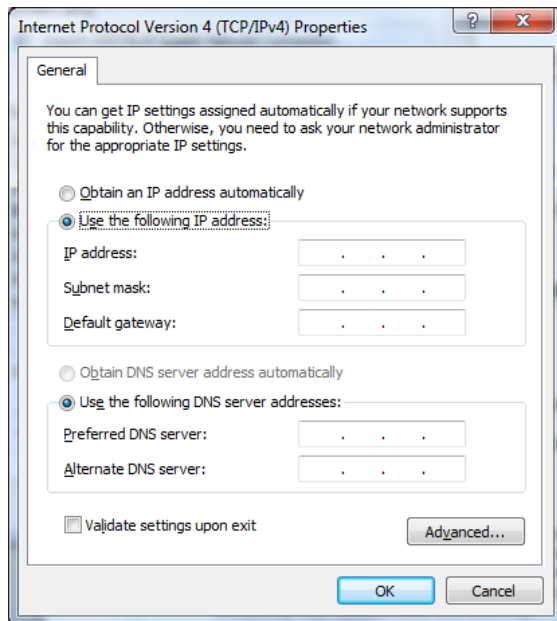 Internet Protocol Version 4 (TCP/IPv4) Properties
?
General
You can get IP settings assigned automatically if your network supports
this capability. Otherwise, you need to ask your network administrator
for the appropriate IP settings.
Obtain an IP address automatically
Use the following IP address:
IP address:
Subnet mask:
Default gateway:
Obtain DNS server address automatically
Use the following DNS server addresses:
Preferred DNS server:
Alternate DNS server:
Validate settings upon exit
Advanced...
OK
Cancel